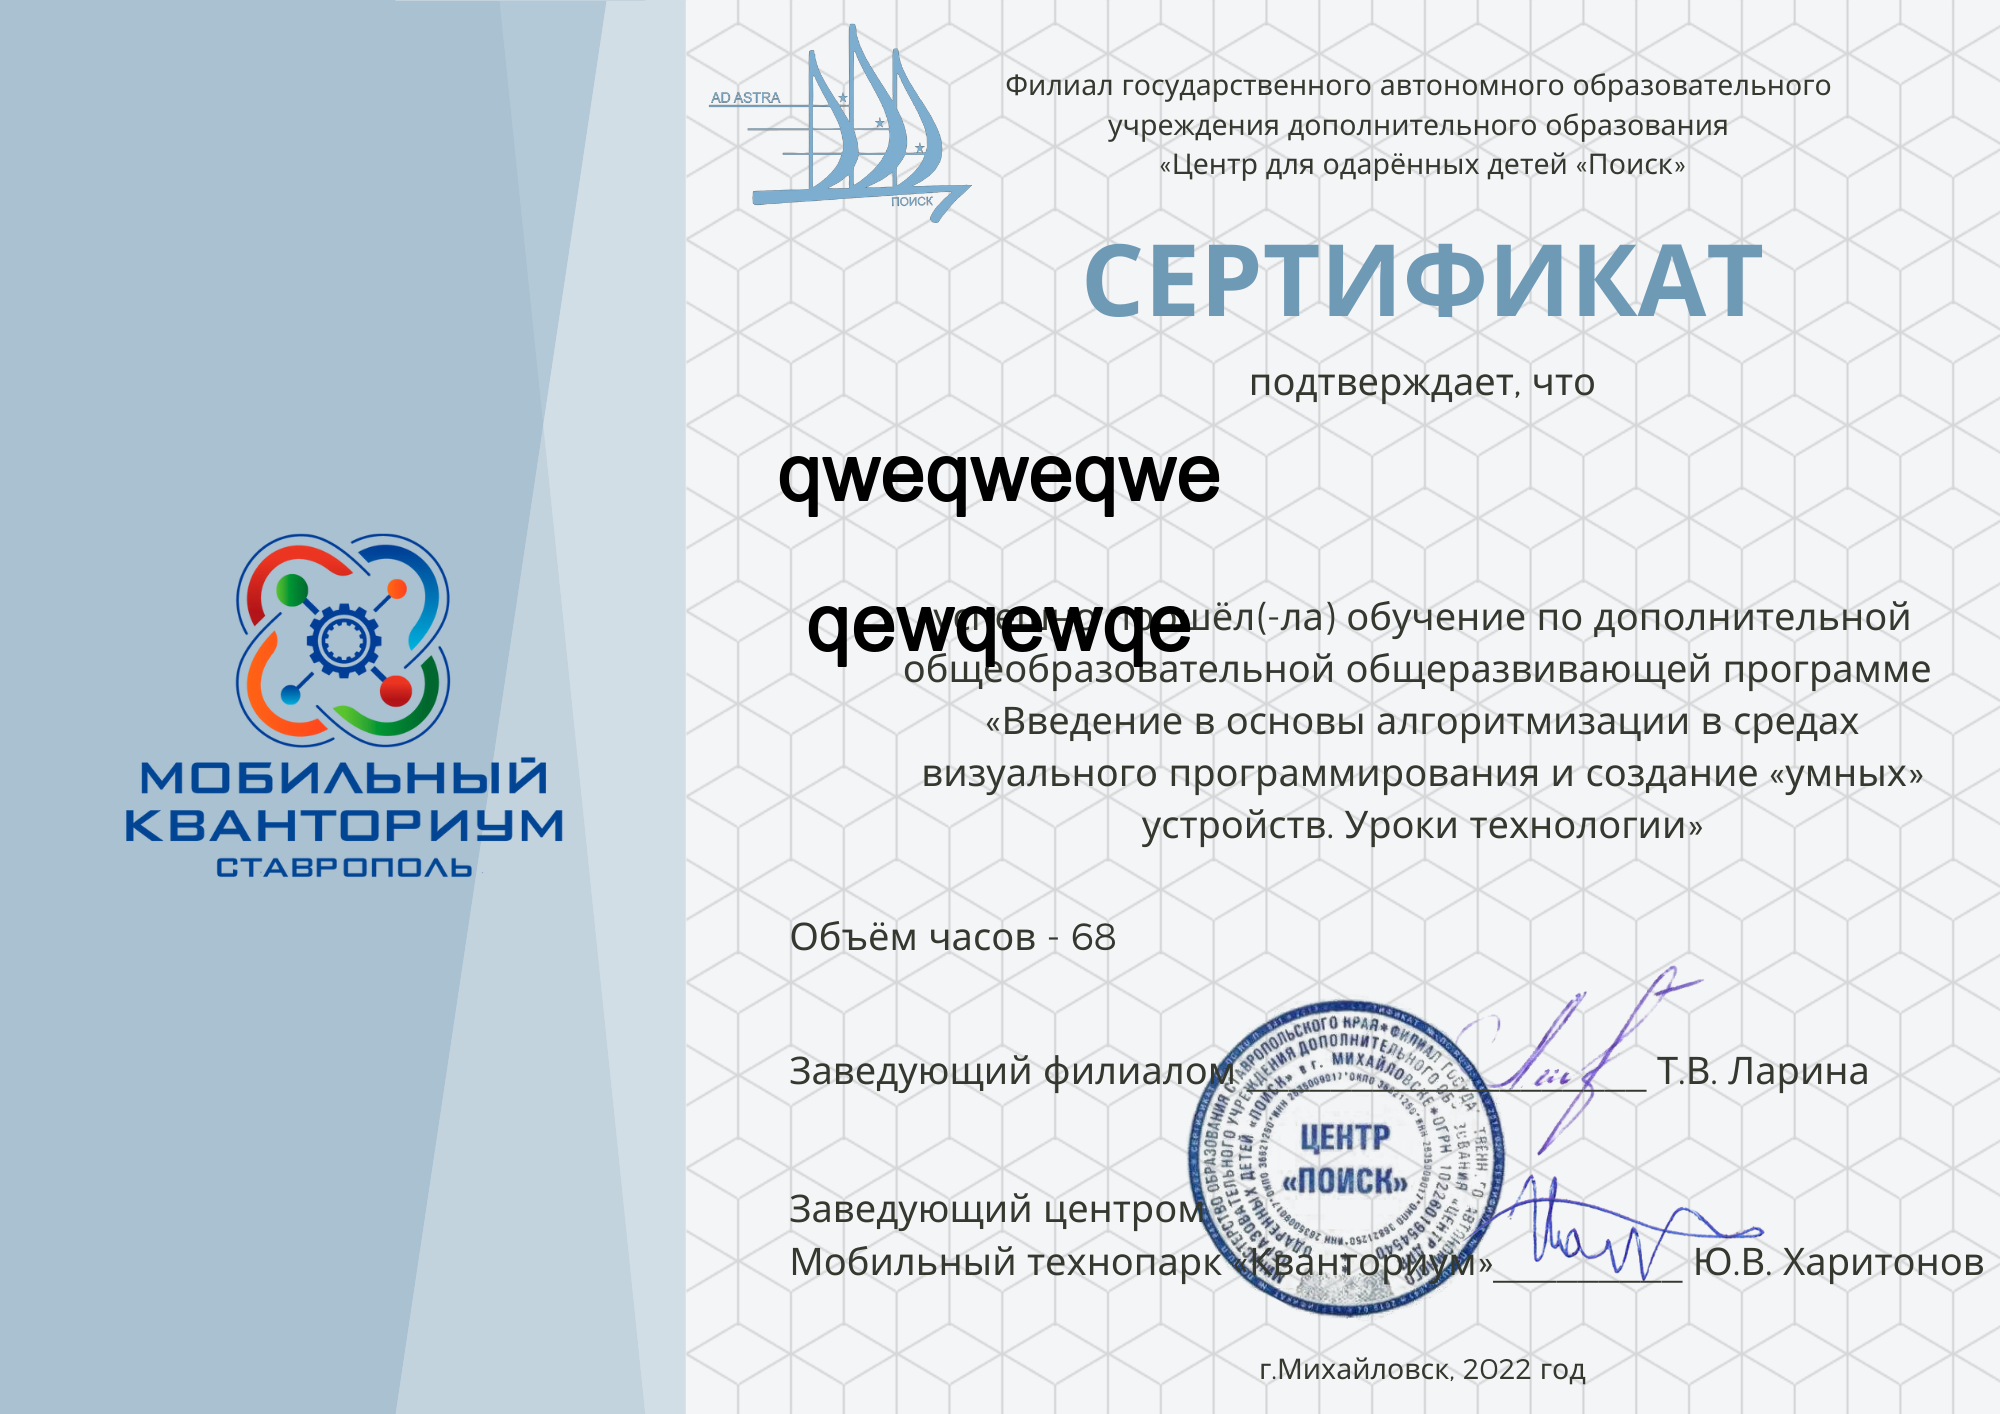 AD ASTRA
ПОИСК
Филиал государственного автономного образовательного
учреждения дополнительного образования
«Центр для одарённых детей «Поиск»
СЕРТИФИКАТ
подтверждает, что
qweqweqwe
qewqewqe
успешно прошёл(-ла) обучение по дополнительной
общеобразовательной общеразвивающей программе
«Введение в основы алгоритмизации в средах
визуального программирования и создание «умных»
устройств. Уроки технологии»
МОБИЛЬНЫЙ
КВАНТОРИУМ
СТАВРОПОЛЬ
Объём часов - 68
Заведующий филиалом Т.В. Ларина
ЦЕНТР
«ПОИСК»
Заведующий центром
Мобильный технопарк «Кванториум»__________ Ю.В. Харитонов
г.Михайловск, 2022 год